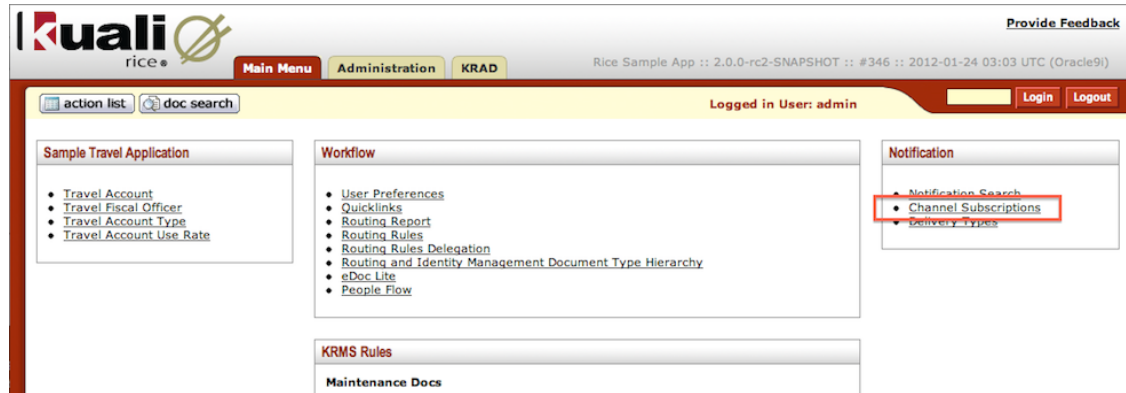 Kuali
rice
Provide Feedback
Main Menu Administration KRAD
Rice Sample App :: 2.0.0-rc2-SNAPSHOT :: #346 :: 2012-01-24 03:03 UTC (Oracle9i)
action list doc search
Logged in User: admin
Login Logout
Sample Travel Application
Travel Account
Travel Fiscal Officer
Travel Account Type
Travel Account Use Rate
Workflow
User Preferences
Quicklinks
Routing Report
Routing Rules
Routing Rules Delegation
Routing and Identity Management Document Type Hierarchy
eDoc Lite
People Flow
KRMS Rules
Maintenance Docs
Notification
Notification Search
Channel Subscriptions
Delivery Types